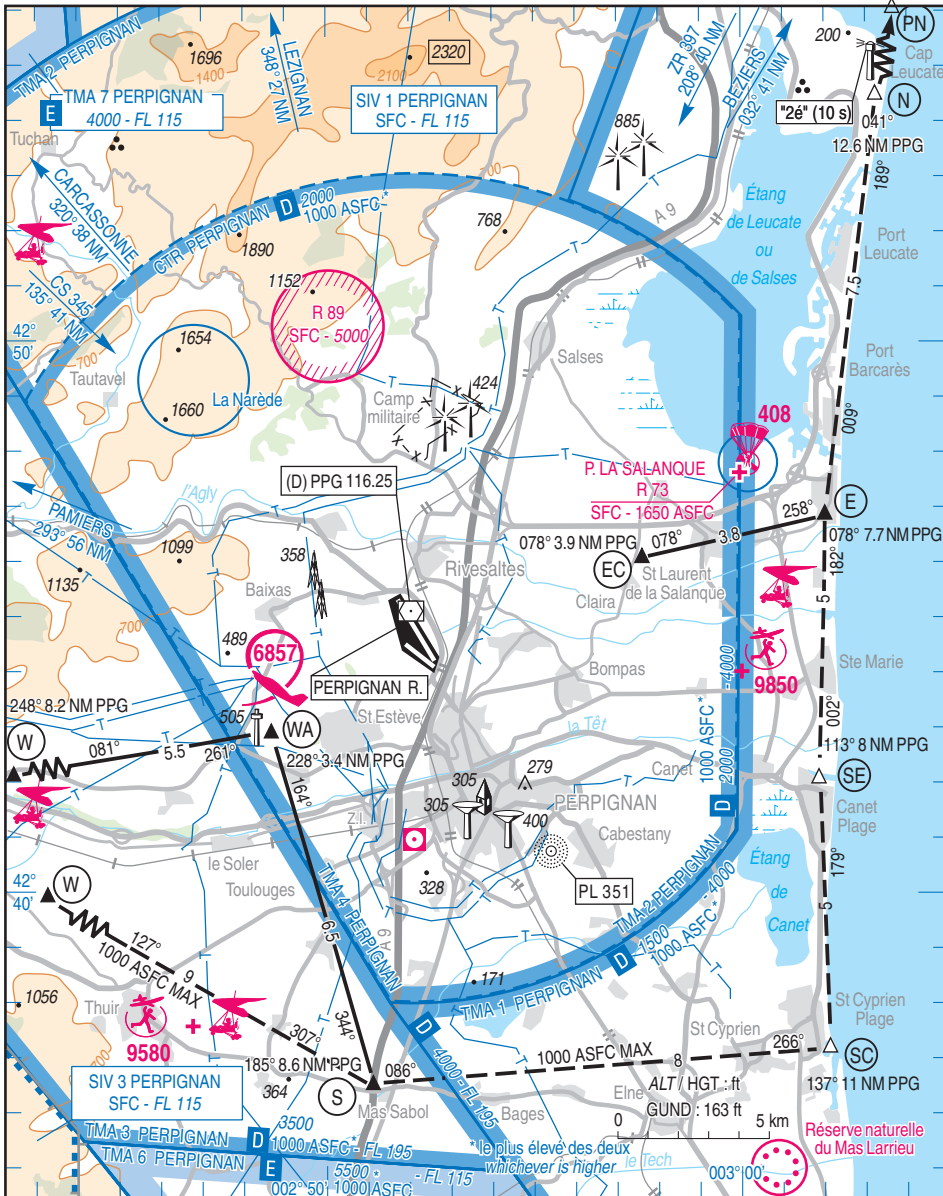 1696
1400
TMA 2 PERPIGNAN
LEZIGNAN
348° 27 NM
2320
2100
ZR 397
208° 40 NM
BEZIERS
032° 41 NM
200
PN
Cap
Leucate
N
E
TMA 7 PERPIGNAN
4000 - FL 115
SIV 1 PERPIGNAN
SFC - FL 115
"2é" (10 s)
041°
12.6 NM PPG
189°
885
Tuchan
CARCASSONNE
320° 38 NM
CS 345
135° 41 NM
CTR PERPIGNAN
D
2000
1000 ASFC *
700
768
A 9
Étang
de Leucate
ou
de Salses
Port
Leucate
7.5
1890
1152
R 89
SFC - 5000
42°
50'
1654
700
Tautavel
La Narède
1660
Salses
Port
Barcarès
424
Camp
militaire
009°
408
P. LA SALANQUE
R 73
SFC - 1650 ASFC
(D) PPG 116.25
l'Agly
PAMIERS
293° 56 NM
E
258°
078° 7.7 NM PPG
078° 3.9 NM PPG
078°
3.8
182°
EC
1099
1135
358
Baixas
Rivesaltes
Claira
St Laurent
de la Salanque
5
700
489
6857
Bompas
9850
Ste Marie
PERPIGNAN R.
4000
1000 ASFC *
2000
D
002°
248° 8.2 NM PPG
505
St Estève
la Têt
W
081°
5.5
261°
WA
228° 3.4 NM PPG
164°
113° 8 NM PPG
SE
Canet
Canet
Plage
305
279
305
PERPIGNAN
400
Cabestany
Z.I.
le Soler
Toulouges
179°
328
PL 351
Étang
de
Canet
42°
40'
W
TMA 4 PERPIGNAN
6.5
A 9
TMA 2 PERPIGNAN
- 4000
5
127°
9
1000 ASFC MAX
1500
1000 ASFC *
D
171
TMA 1 PERPIGNAN
1056
Thuir
St Cyprien
Plage
9580
307°
344°
D
4000 - FL 195
St Cyprien
1000 ASFC MAX
266°
185° 8.6 NM PPG
086°
8
SC
137° 11 NM PPG
SIV 3 PERPIGNAN
SFC - FL 115
364
S
Mas Sabol
Bages
Elne
ALT / HGT : ft
GUND : 163 ft
0
5 km
3500
TMA 3 PERPIGNAN
D
1000 ASFC *
- FL 195
* le plus élevé des deux
whichever is higher
Réserve naturelle
du Mas Larrieu
TMA 6 PERPIGNAN
E
5500 *
1000 ASFC
- FL 115
le Tech
002° 50'
003°00'